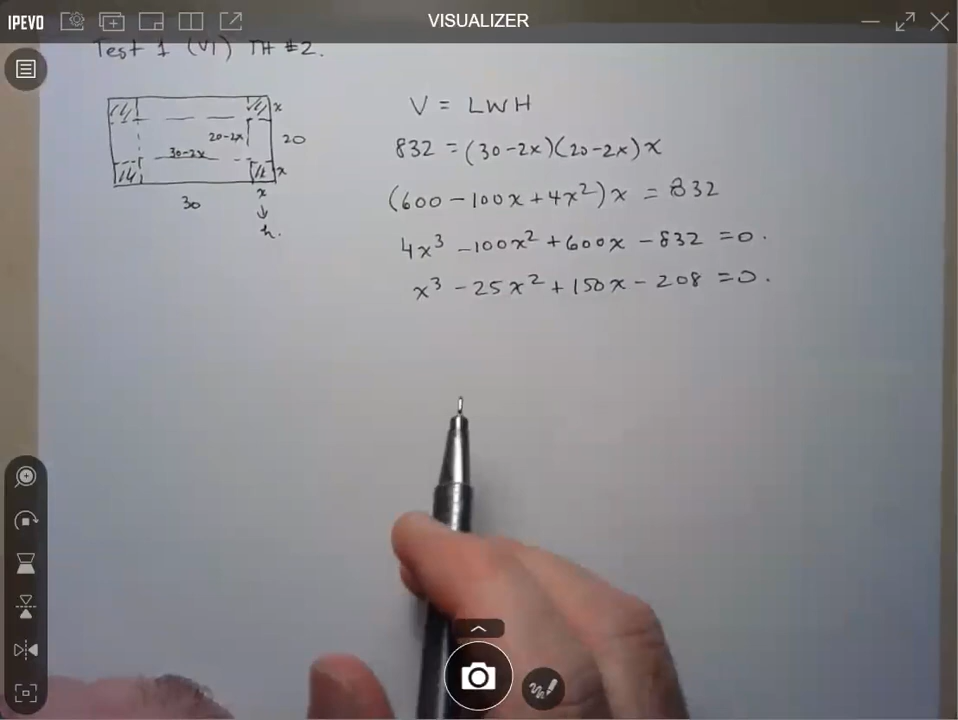 IPEVO
VISUALIZER
Test 1 (V1) TH #2.
x
20-2x
20
30-2x
x
x
30
h.
V = LWH
832 = (30-2x)(20-2x)x
(600 - 100x + 4x²)x = 832
4x³ - 100x² + 600x - 832 = 0.
x³ - 25x² + 150x - 208 = 0.